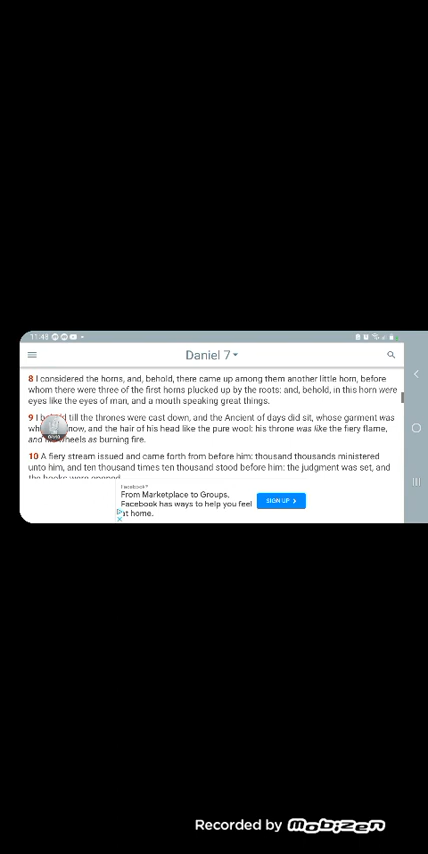 11:43
Daniel 7
8 I considered the horns, and, behold, there came up among them another little horn, before
whom there were three of the first horns plucked up by the roots: and, behold, in this horn were
eyes like the eyes of man, and a mouth speaking great things.
9 I till the thrones were cast down, and the Ancient of days did sit, whose garment was
and the hair of his head like the pure wool: his throne was like the fiery flame,
and wheels as burning fire.
10 A fiery stream issued and came forth from before him: thousand thousands ministered
unto him, and ten thousand times ten thousand stood before him: the judgment was set, and
the books were opened
Facebook
From Marketplace to Groups,
Facebook has ways to help you feel
at home.
SIGN UP
Recorded by mobizen